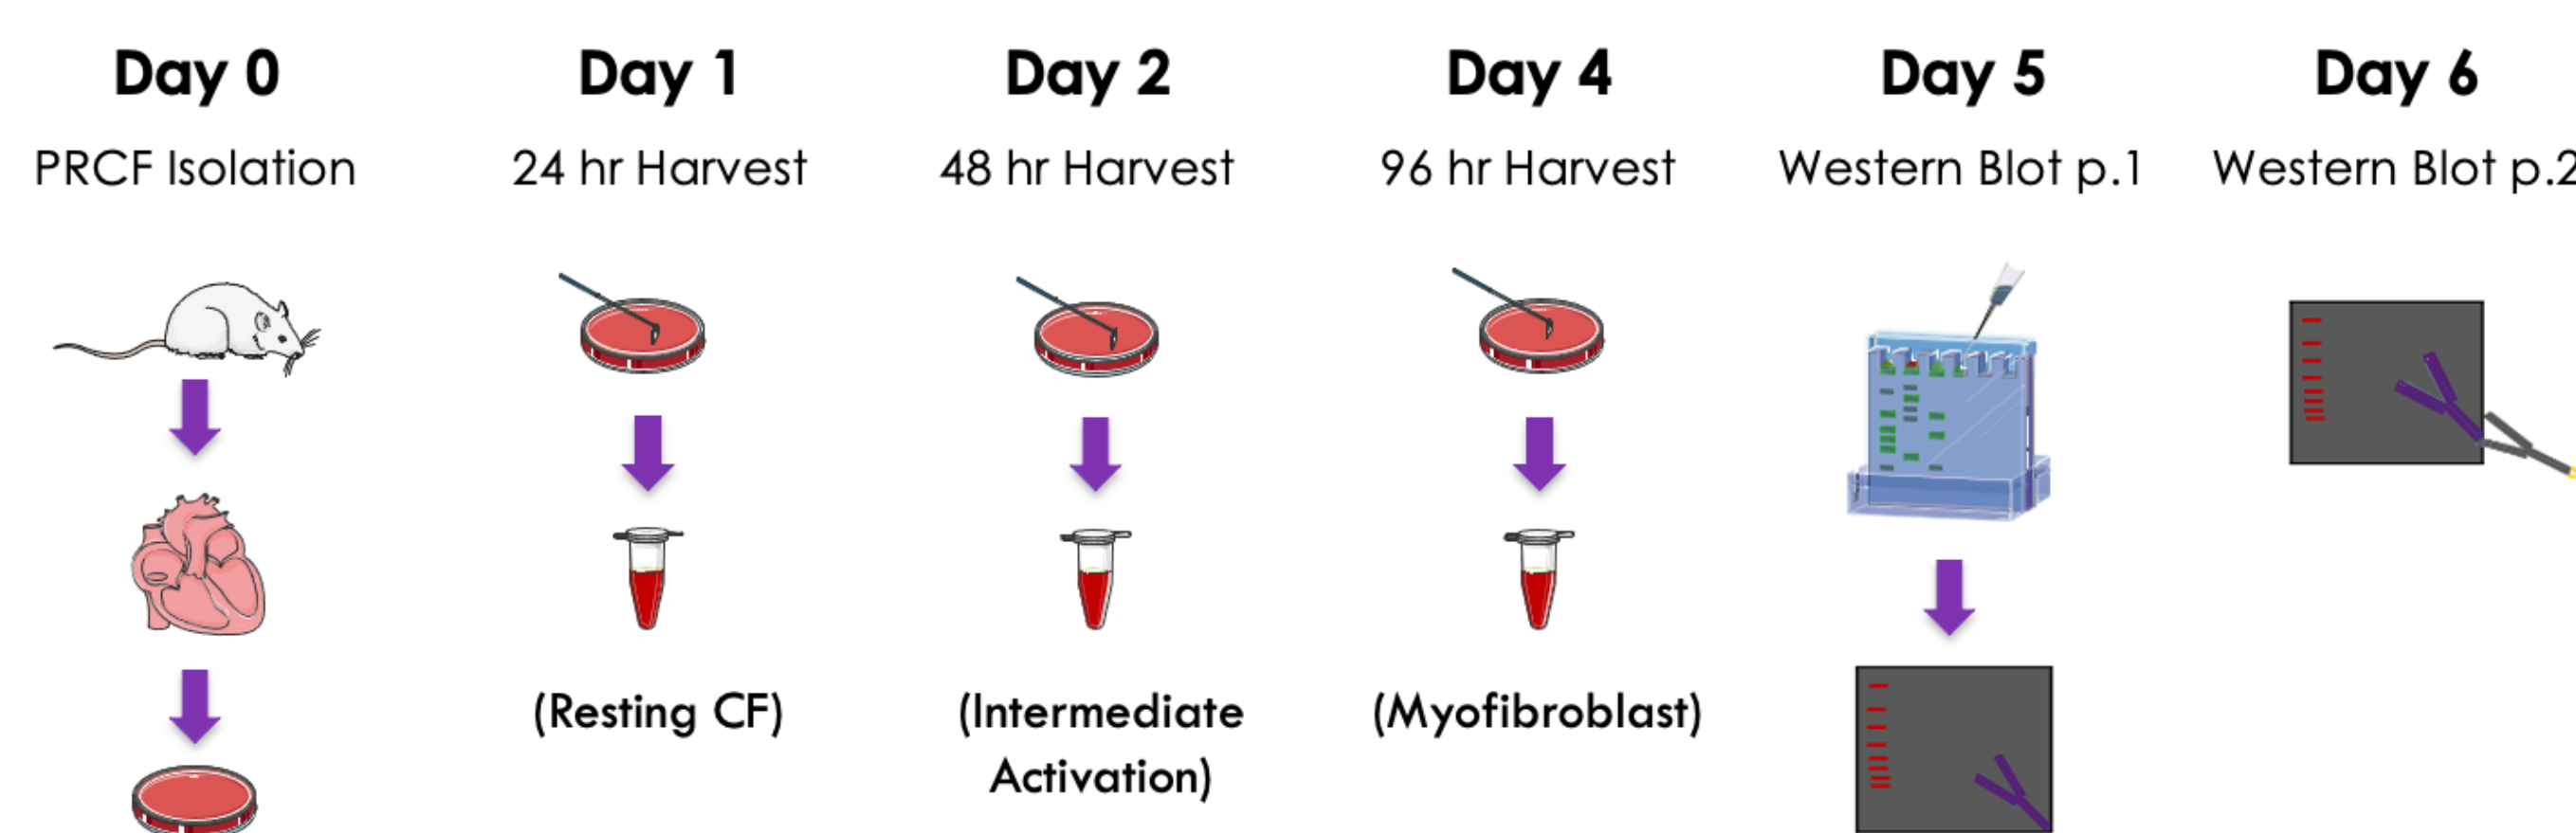 Day 0
PRCF Isolation
Day 1
24 hr Harvest
(Resting CF)
Day 2
48 hr Harvest
(Intermediate
Activation)
Day 4
96 hr Harvest
(Myofibroblast)
Day 5
Western Blot p.1
Day 6
Western Blot p.2